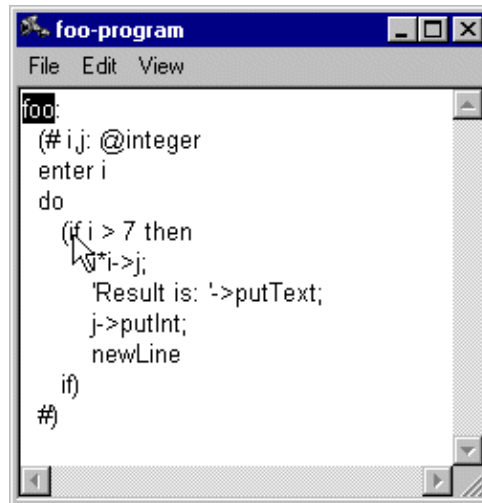 foo-program
File Edit View
foo:
(# i,j: @integer
enter i
do
(if i > 7 then
*i->j;
'Result is: '->putText;
j->putInt;
newLine
if)
#)